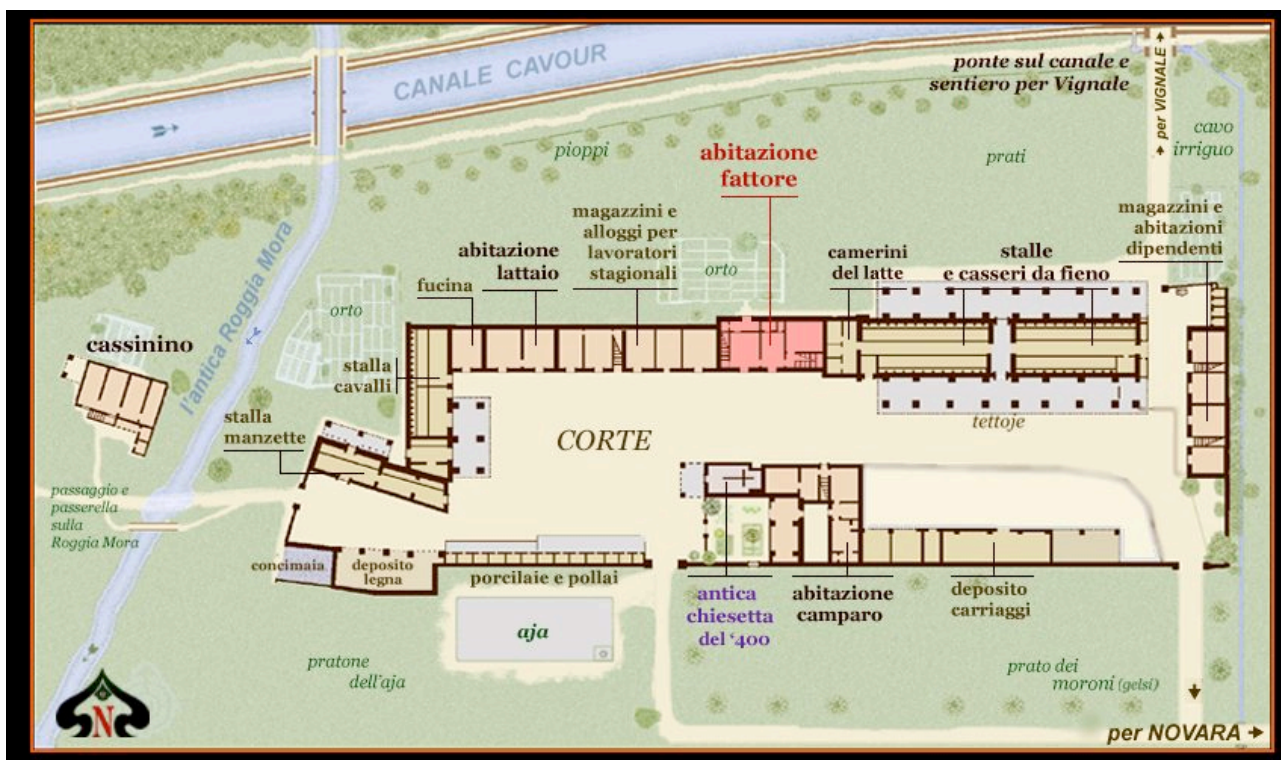 CANALE CAVOUR
ponte sul canale e
sentiero per Vignale
per VIGNALE
cavo
irriguo
pioppi
abitazione
fattore
prati
magazzini e
alloggi per
lavoratori
stagionali
magazzini e
abitazioni
dipendenti
abitazione
lattaio
orto
camerini
del latte
stalle
e casseri da fieno
fucina
l'antica Roggia Mora
orto
cassinino
stalla
cavalli
stalla
manzette
CORTE
tettoje
passaggio e
passerella
sulla
Roggia Mora
concimaia
deposito
legna
porcilaie e pollai
antica
chiesetta
del ‘400
abitazione
camparo
deposito
carriaggi
aja
pratone
dell'aja
prato dei
moroni (gelsi)
N
per NOVARA